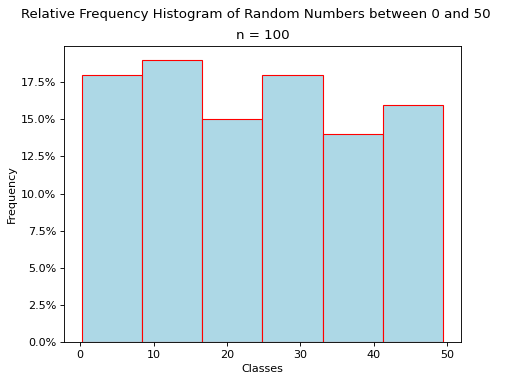 Relative Frequency Histogram of Random Numbers between 0 and 50
n = 100
17.5%
15.0%
12.5%
10.0%
7.5%
5.0%
2.5%
0.0%
Frequency
0 10 20 30 40 50
Classes